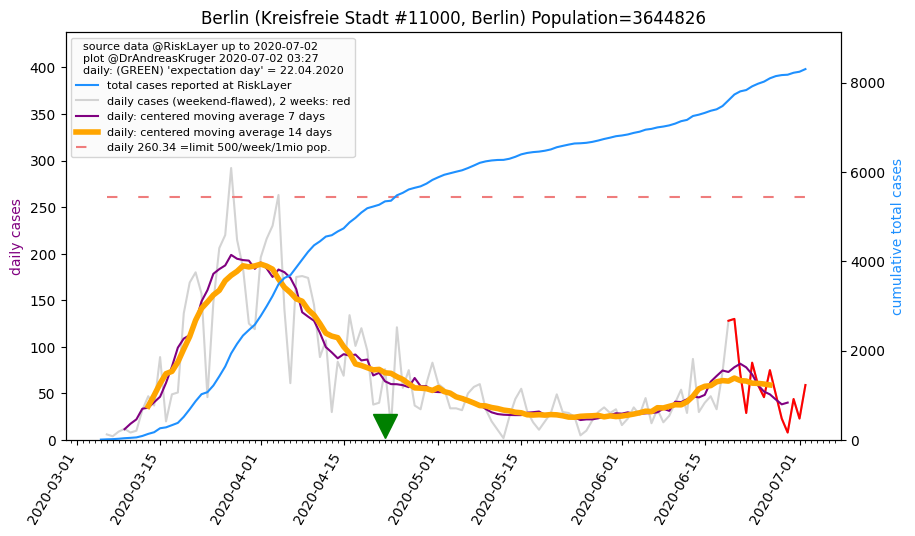 Berlin (Kreisfreie Stadt #11000, Berlin) Population=3644826
source data @RiskLayer up to 2020-07-02
plot @DrAndreasKruger 2020-07-02 03:27
daily: (GREEN) 'expectation day' = 22.04.2020
total cases reported at RiskLayer
daily cases (weekend-flawed), 2 weeks: red
daily: centered moving average 7 days
daily: centered moving average 14 days
daily 260.34 =limit 500/week/1mio pop.
daily cases
400
350
300
250
200
150
100
50
0
cumulative total cases
8000
6000
4000
2000
0
2020-03-01
2020-03-15
2020-04-01
2020-04-15
2020-05-01
2020-05-15
2020-06-01
2020-06-15
2020-07-01